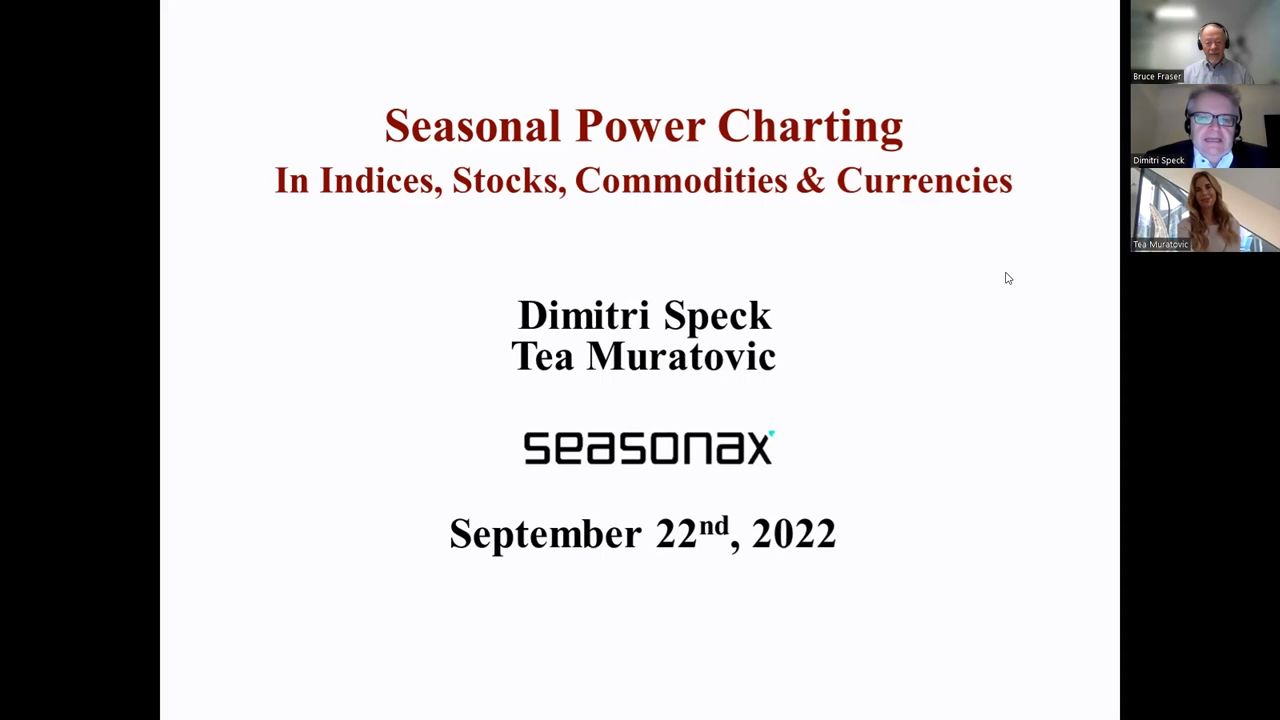 Seasonal Power Charting
In Indices, Stocks, Commodities & Currencies
Dimitri Speck
Tea Muratovic
seasonax
September 22nd, 2022
Bruce Fraser
Dimitri Speck
Tea Muratovic